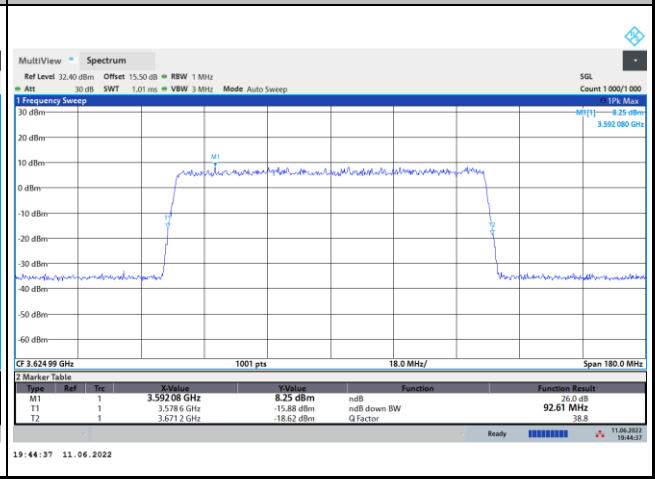 MultiView Spectrum
Ref Level 32.40 dBm Offset 15.50 dB RBW 1 MHz SGL
Att 30 dB SWT 1.01 ms VBW 3 MHz Mode Auto Sweep Count 1 000/1 000
1 Frequency Sweep 1Pk Max
30 dBm M1[1] 8.25 dBm
3.592 080 GHz
20 dBm
M1
10 dBm
0 dBm
-10 dBm
T1
T2
-20 dBm
-30 dBm
-40 dBm
-50 dBm
-60 dBm
CF 3.624 99 GHz 1001 pts 18.0 MHz/ Span 180.0 MHz
2 Marker Table
Type Ref Trc X-Value Y-Value Function Function Result
M1 1 3.592 08 GHz 8.25 dBm ndB 26.0 dB
T1 1 3.578 6 GHz -15.88 dBm ndB down BW 92.61 MHz
T2 1 3.671 2 GHz -18.62 dBm Q Factor 38.8
Ready 11.06.2022
19:44:37
19:44:37 11.06.2022